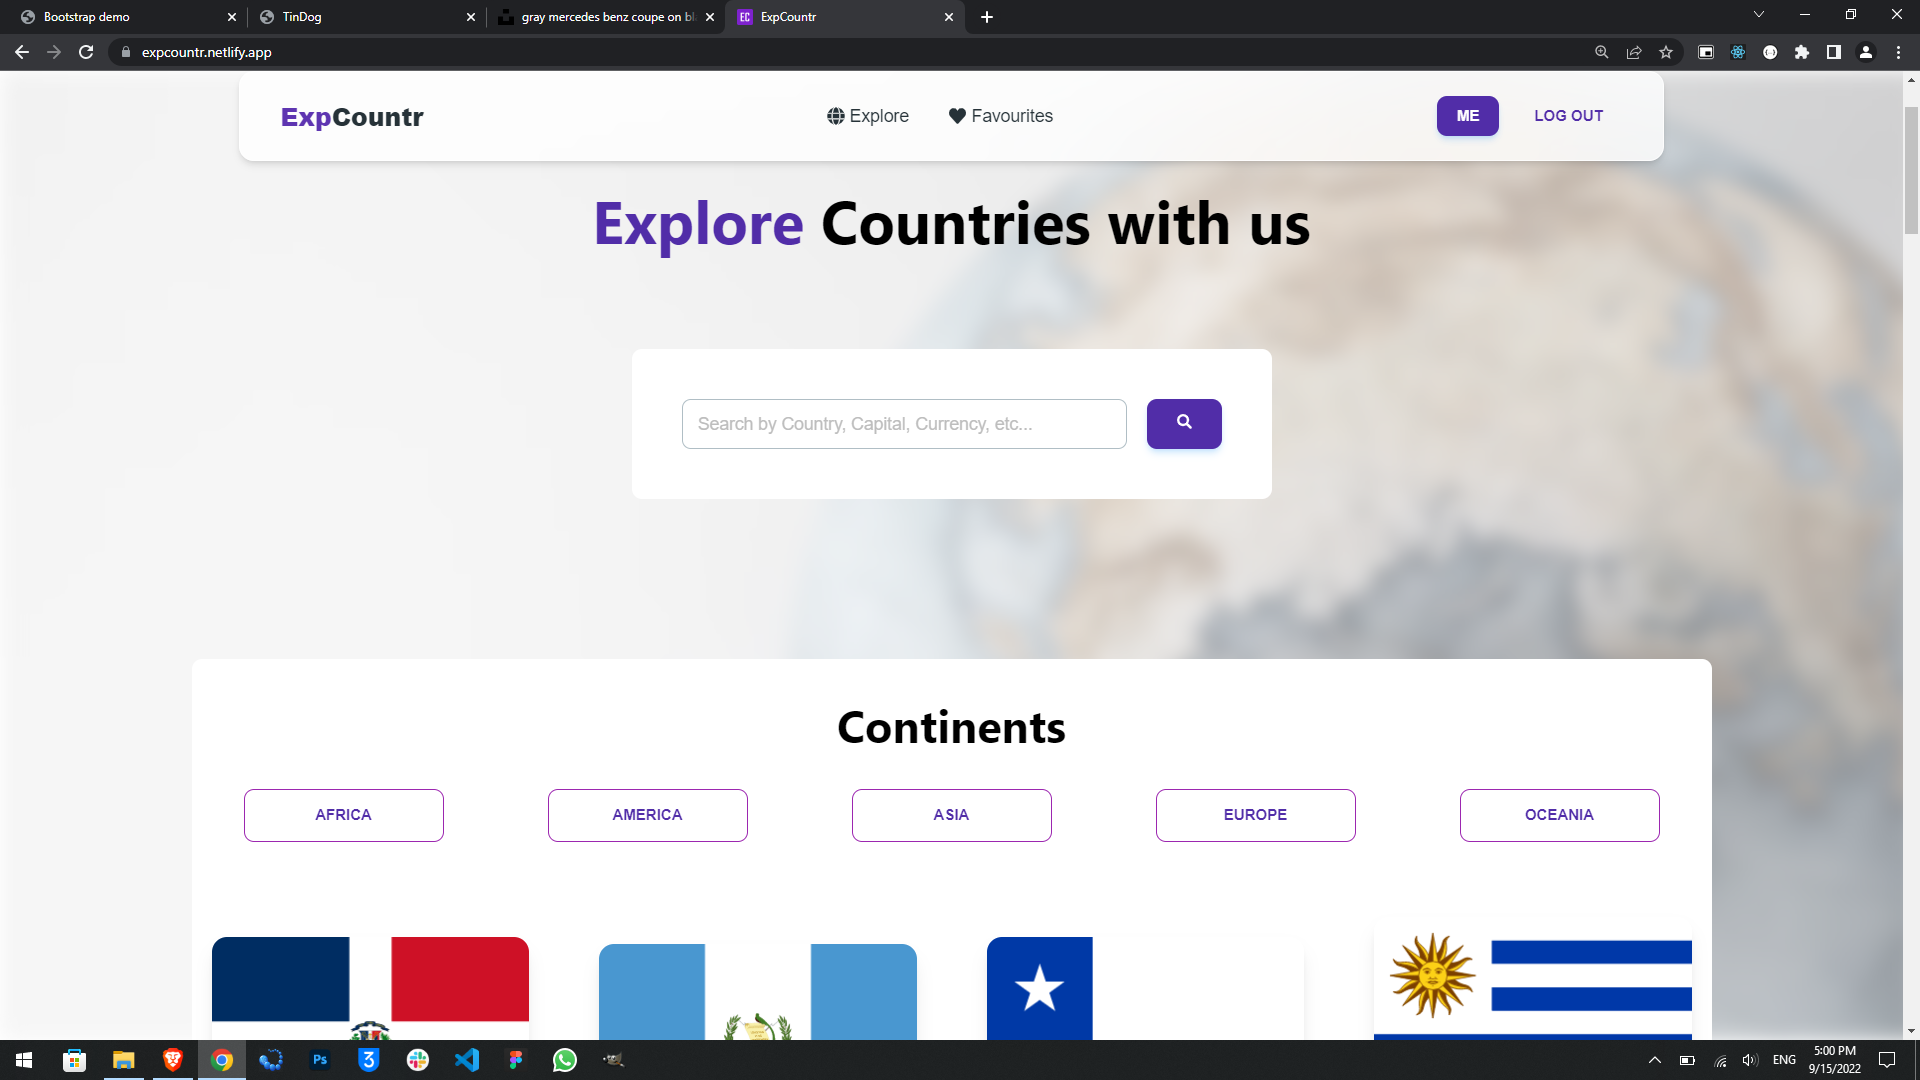 Bootstrap demo
TinDog
gray mercedes benz coupe on bl
ExpCountr
expcountr.netlify.app
ExpCountr
Explore
Favourites
ME
LOG OUT
Explore Countries with us
Search by Country, Capital, Currency, etc...
Continents
AFRICA
AMERICA
ASIA
EUROPE
OCEANIA
ENG
5:00 PM
9/15/2022